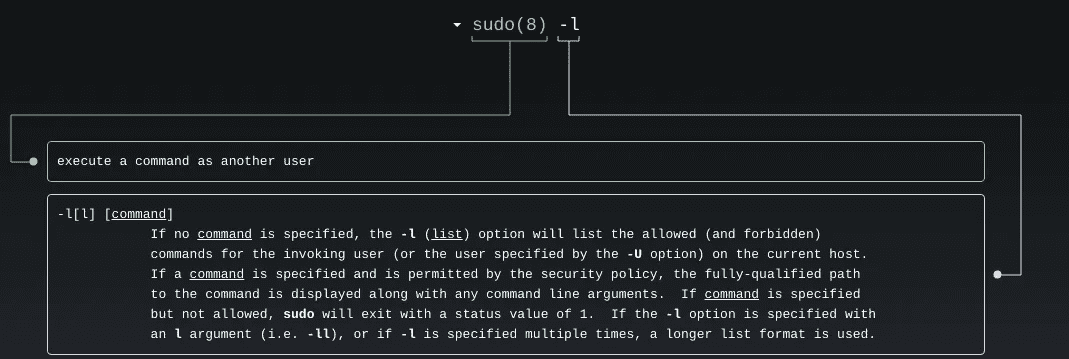 sudo(8) -l
execute a command as another user
-l[l] [command]
If no command is specified, the -l (list) option will list the allowed (and forbidden)
commands for the invoking user (or the user specified by the -U option) on the current host.
If a command is specified and is permitted by the security policy, the fully-qualified path
to the command is displayed along with any command line arguments.  If command is specified
but not allowed, sudo will exit with a status value of 1.  If the -l option is specified with
an l argument (i.e. -ll), or if -l is specified multiple times, a longer list format is used.